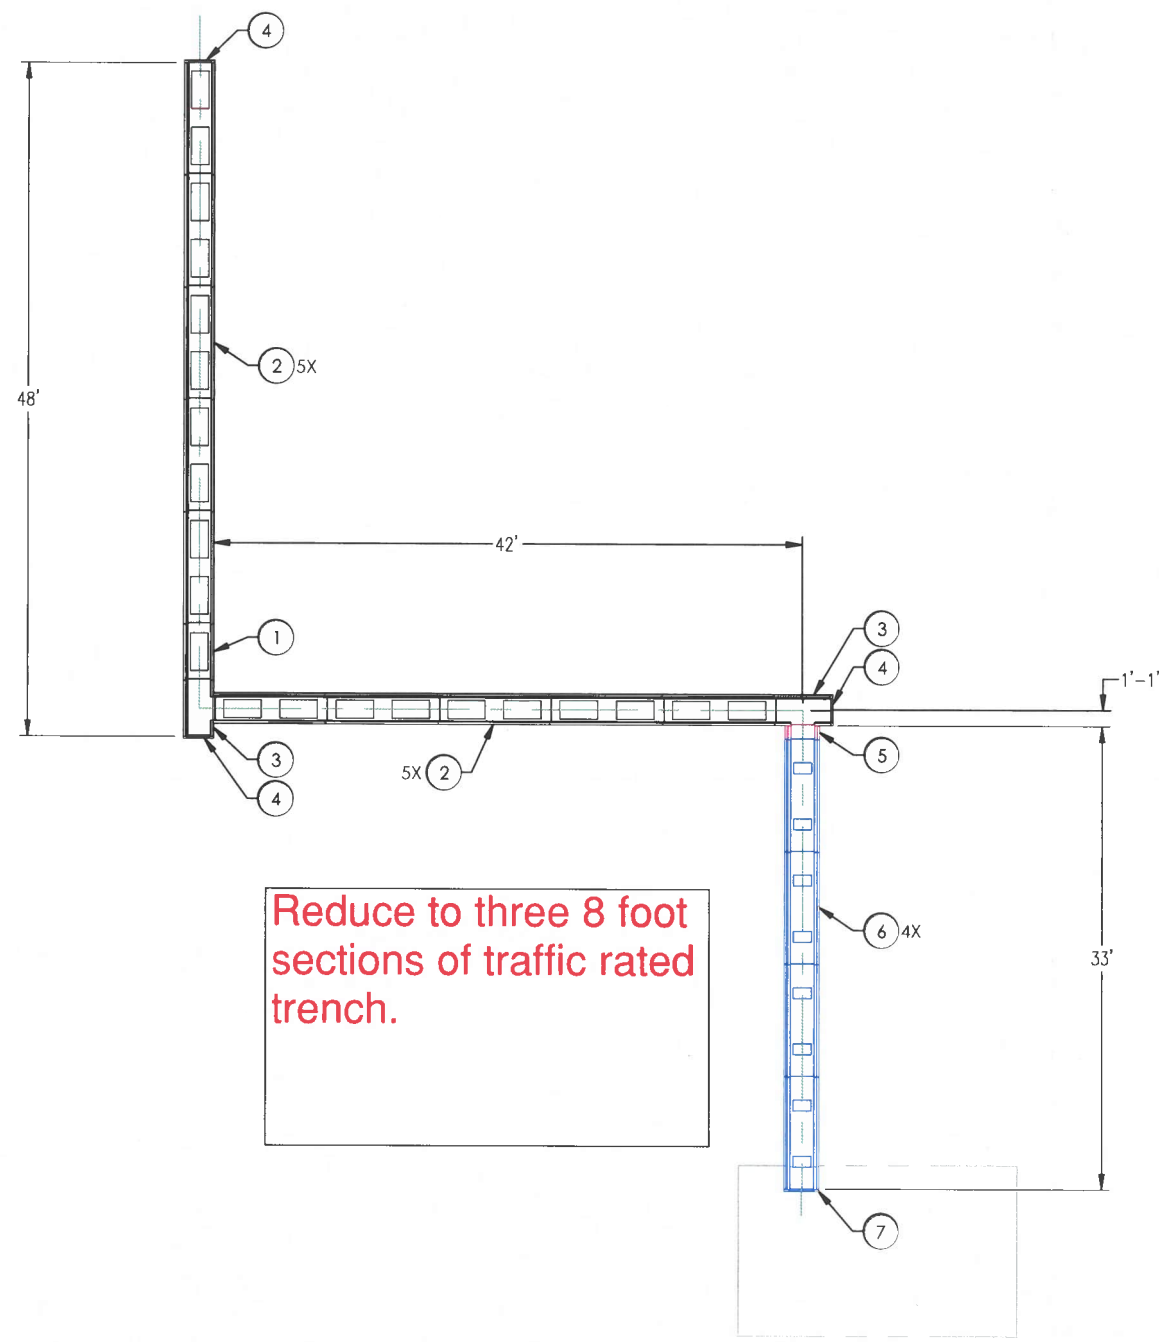 4
2 5X
48'
42'
1
3
4
1'-1'
3
4
5X 2
5
Reduce to three 8 foot
sections of traffic rated
trench.
6 4X
33'
7